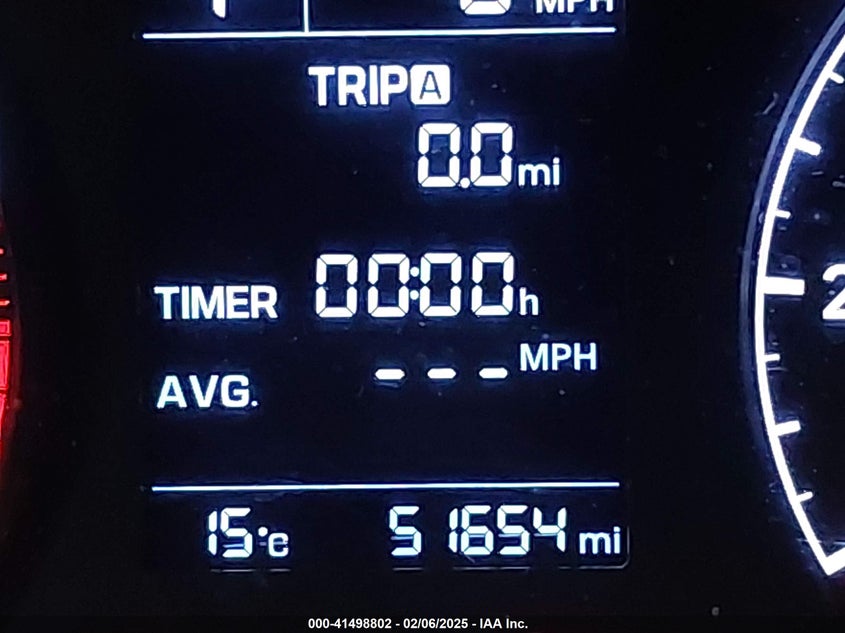 MPH
TRIP A
0.0 mi
TIMER 00:00 h
AVG. --- MPH
15°c 51654 mi
2
000-41498802 - 02/06/2025 - IAA Inc.